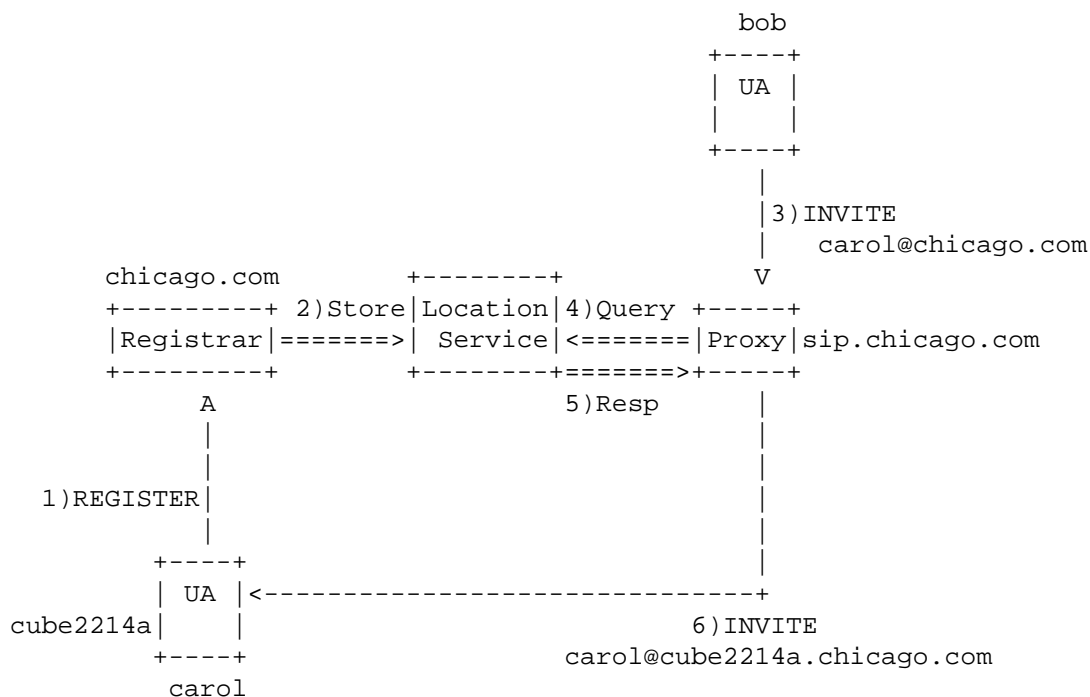 bob
+----+
| UA |
|    |
+----+
|
|3)INVITE
|   carol@chicago.com
chicago.com        +--------+            V
+---------+ 2)Store|Location|4)Query +-----+
|Registrar|=======>| Service|<=======|Proxy|sip.chicago.com
+---------+        +--------+=======>+-----+
A                      5)Resp      |
|                                  |
|                                  |
1)REGISTER|                                  |
|                                  |
+----+                                |
| UA |<-------------------------------+
cube2214a|    |                            6)INVITE
+----+                    carol@cube2214a.chicago.com
carol